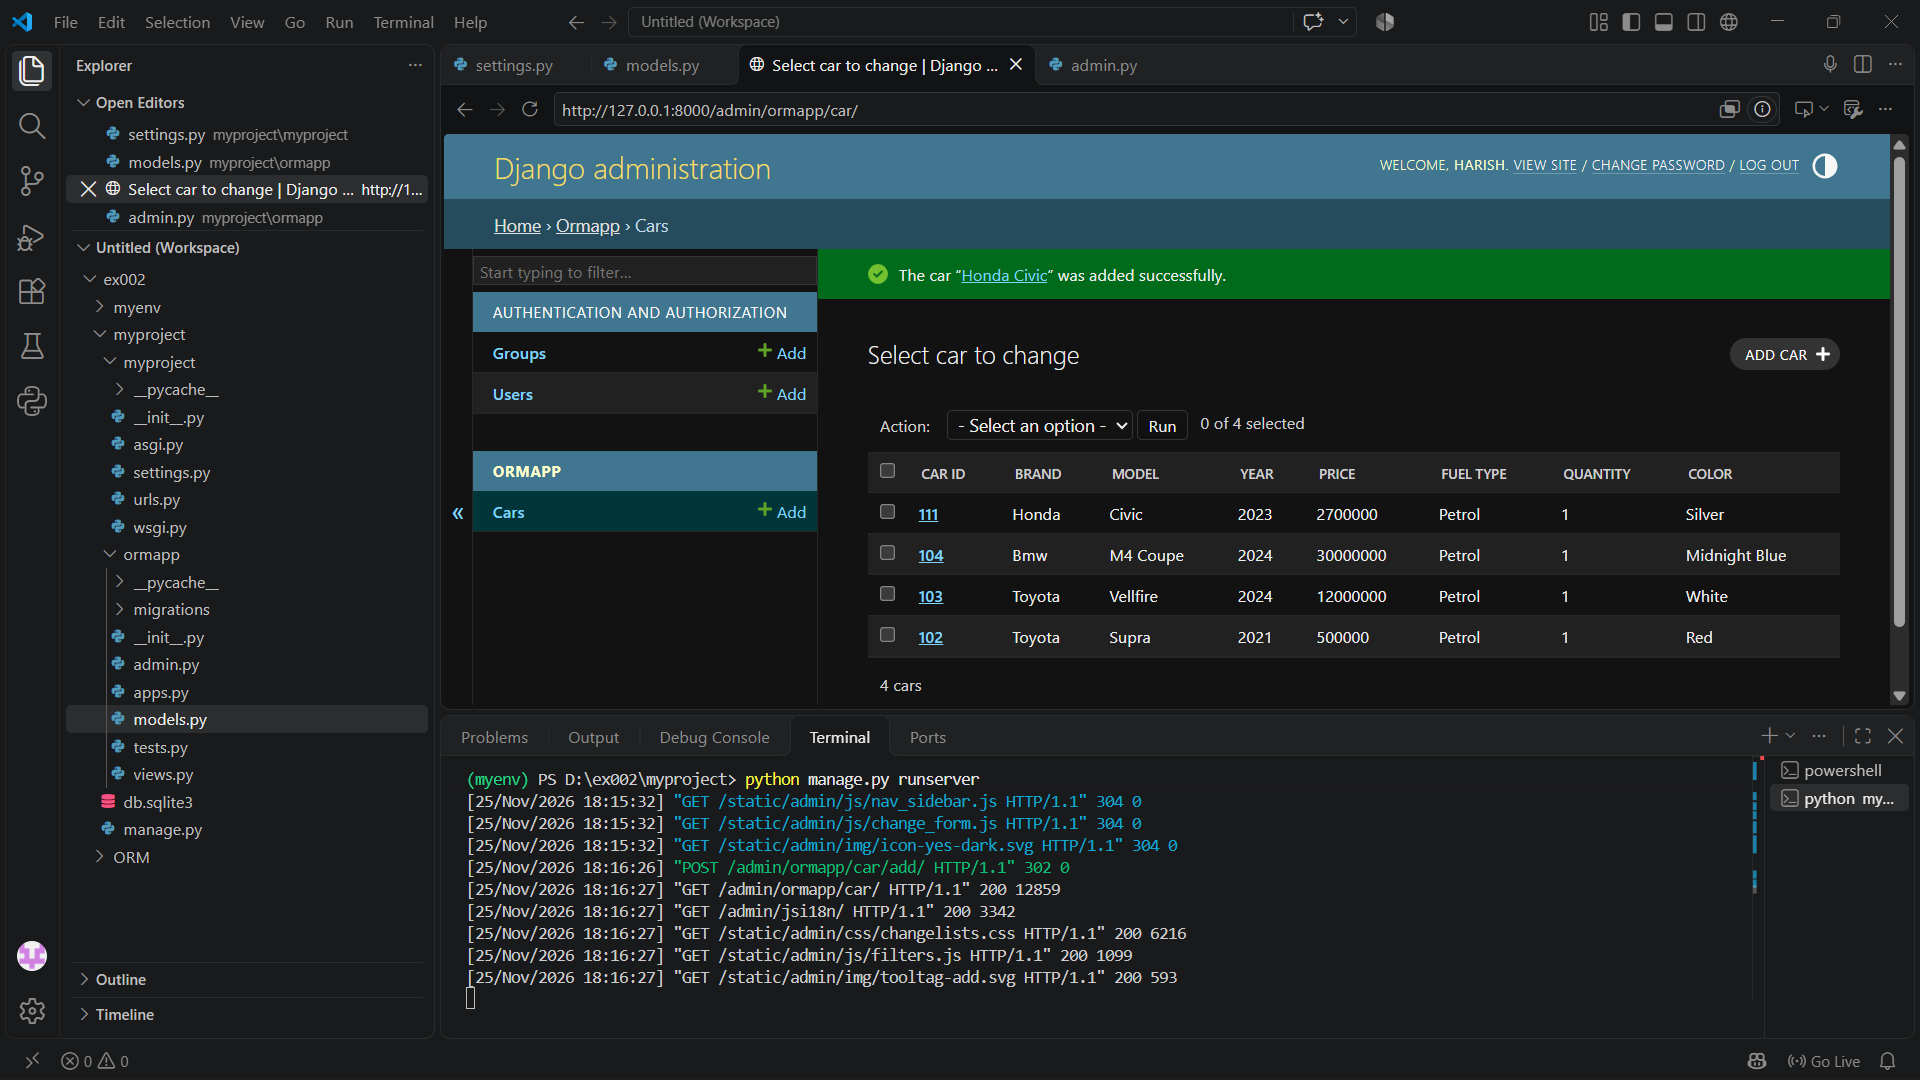 File Edit Selection View Go Run Terminal Help
Untitled (Workspace)
Explorer
Open Editors
settings.py myproject\myproject
models.py myproject\ormapp
Select car to change | Django ... http://1...
admin.py myproject\ormapp
Untitled (Workspace)
ex002
myenv
myproject
myproject
__pycache__
__init__.py
asgi.py
settings.py
urls.py
wsgi.py
ormapp
__pycache__
migrations
__init__.py
admin.py
apps.py
models.py
tests.py
views.py
db.sqlite3
manage.py
ORM
Outline
Timeline
settings.py models.py Select car to change | Django ... admin.py
http://127.0.0.1:8000/admin/ormapp/car/
Django administration
WELCOME, HARISH. VIEW SITE / CHANGE PASSWORD / LOG OUT
Home › Ormapp › Cars
Start typing to filter...
AUTHENTICATION AND AUTHORIZATION
Groups + Add
Users + Add
ORMAPP
Cars + Add
«
The car “Honda Civic” was added successfully.
Select car to change
ADD CAR +
Action: - Select an option - Run 0 of 4 selected
CAR ID BRAND MODEL YEAR PRICE FUEL TYPE QUANTITY COLOR
111 Honda Civic 2023 2700000 Petrol 1 Silver
104 Bmw M4 Coupe 2024 30000000 Petrol 1 Midnight Blue
103 Toyota Vellfire 2024 12000000 Petrol 1 White
102 Toyota Supra 2021 500000 Petrol 1 Red
4 cars
Problems Output Debug Console Terminal Ports
(myenv) PS D:\ex002\myproject> python manage.py runserver
[25/Nov/2026 18:15:32] "GET /static/admin/js/nav_sidebar.js HTTP/1.1" 304 0
[25/Nov/2026 18:15:32] "GET /static/admin/js/change_form.js HTTP/1.1" 304 0
[25/Nov/2026 18:15:32] "GET /static/admin/img/icon-yes-dark.svg HTTP/1.1" 304 0
[25/Nov/2026 18:16:26] "POST /admin/ormapp/car/add/ HTTP/1.1" 302 0
[25/Nov/2026 18:16:27] "GET /admin/ormapp/car/ HTTP/1.1" 200 12859
[25/Nov/2026 18:16:27] "GET /admin/jsi18n/ HTTP/1.1" 200 3342
[25/Nov/2026 18:16:27] "GET /static/admin/css/changelists.css HTTP/1.1" 200 6216
[25/Nov/2026 18:16:27] "GET /static/admin/js/filters.js HTTP/1.1" 200 1099
[25/Nov/2026 18:16:27] "GET /static/admin/img/tooltag-add.svg HTTP/1.1" 200 593
powershell
python my...
0 0
Go Live